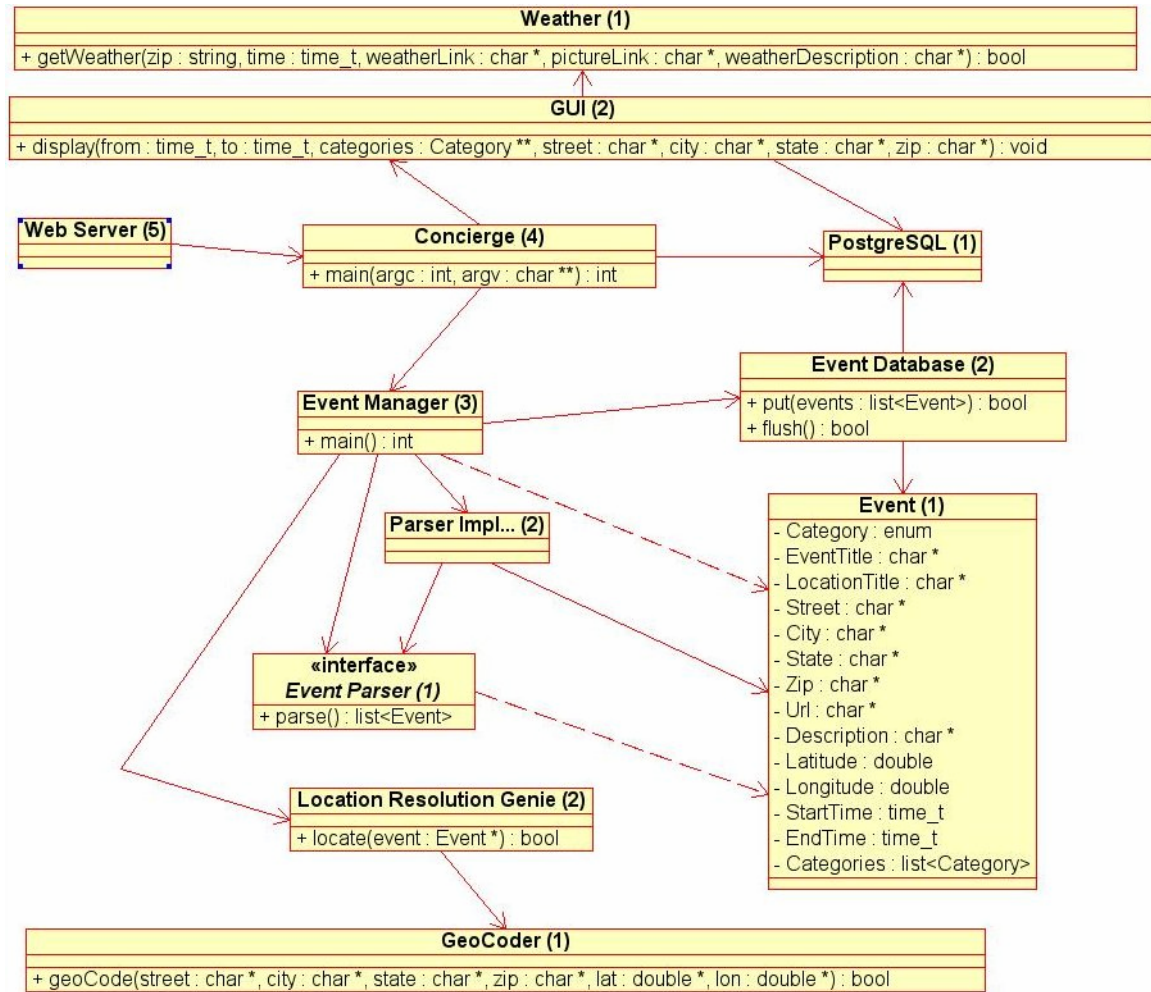 Weather (1)
+ getWeather(zip : string, time : time_t, weatherLink : char *, pictureLink : char *, weatherDescription : char *) : bool
GUI (2)
+ display(from : time_t, to : time_t, categories : Category **, street : char *, city : char *, state : char *, zip : char *) : void
Web Server (5)
Concierge (4)
+ main(argc : int, argv : char **) : int
PostgreSQL (1)
Event Manager (3)
+ main() : int
Event Database (2)
+ put(events : list<Event>) : bool
+ flush() : bool
Parser Impl... (2)
Event (1)
- Category : enum
- EventTitle : char *
- LocationTitle : char *
- Street : char *
- City : char *
- State : char *
- Zip : char *
- Url : char *
- Description : char *
- Latitude : double
- Longitude : double
- StartTime : time_t
- EndTime : time_t
- Categories : list<Category>
«interface»
Event Parser (1)
+ parse() : list<Event>
Location Resolution Genie (2)
+ locate(event : Event *) : bool
GeoCoder (1)
+ geoCode(street : char *, city : char *, state : char *, zip : char *, lat : double *, lon : double *) : bool